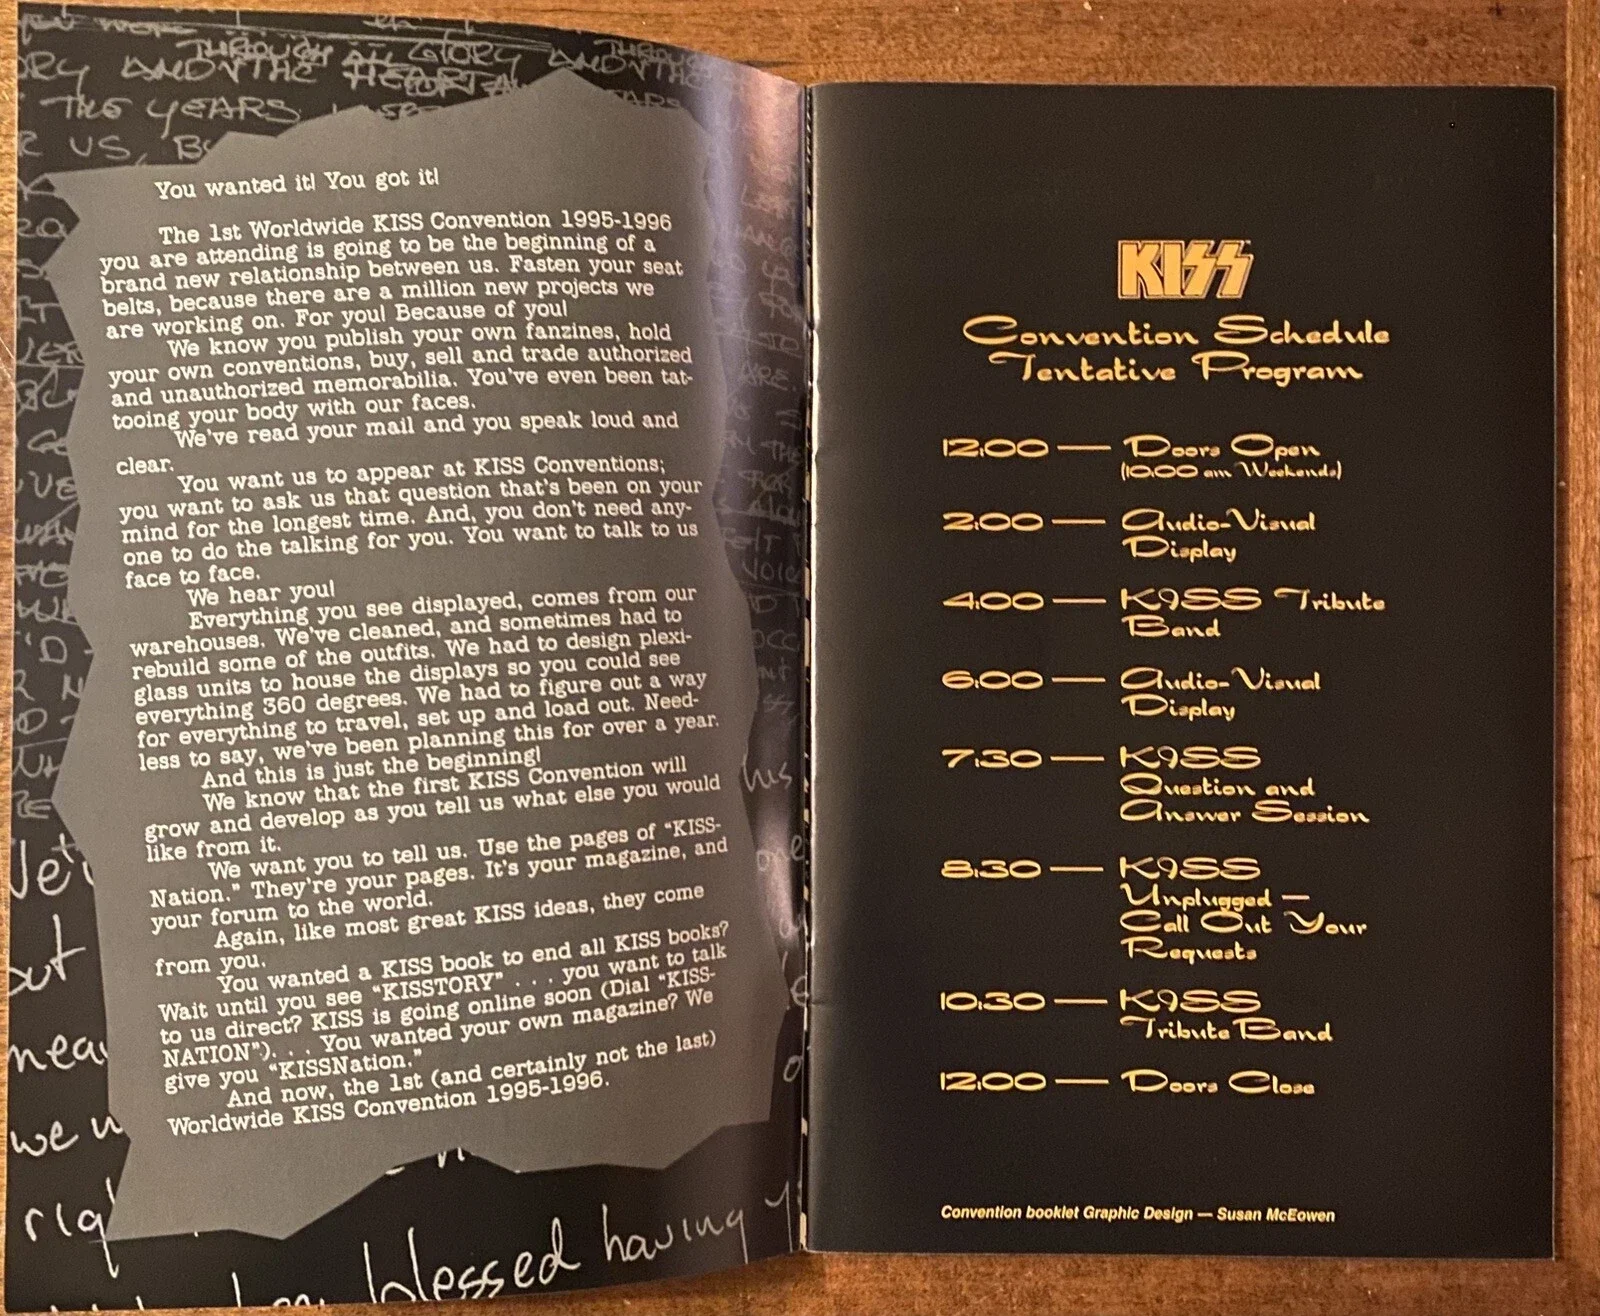 You wanted it! You got it!
The 1st Worldwide KISS Convention 1995-1996
you are attending is going to be the beginning of a
brand new relationship between us. Fasten your seat
belts, because there are a million new projects we
are working on. For you! Because of you!
We know you publish your own fanzines, hold
your own conventions, buy, sell and trade authorized
and unauthorized memorabilia. You've even been tat-
tooing your body with our faces.
We've read your mail and you speak loud and
clear.
You want us to appear at KISS Conventions;
you want to ask us that question that's been on your
mind for the longest time. And, you don't need any-
one to do the talking for you. You want to talk to us
face to face.
We hear you!
Everything you see displayed, comes from our
warehouses. We've cleaned, and sometimes had to
rebuild some of the outfits. We had to design plexi-
glass units to house the displays so you could see
everything 360 degrees. We had to figure out a way
for everything to travel, set up and load out. Need-
less to say, we've been planning this for over a year.
And this is just the beginning!
We know that the first KISS Convention will
grow and develop as you tell us what else you would
like from it.
We want you to tell us. Use the pages of "KISS-
Nation." They're your pages. It's your magazine, and
your forum to the world.
Again, like most great KISS ideas, they come
from you.
You wanted a KISS book to end all KISS books?
Wait until you see "KISSTORY" . . . you want to talk
to us direct? KISS is going online soon (Dial "KISS-
NATION"). . . You wanted your own magazine? We
give you "KISSNation."
And now, the 1st (and certainly not the last)
Worldwide KISS Convention 1995-1996.
THROUGH
GLORY
AND THE HEART
THE YEARS
US,
but
we
blessed having
KISS
Convention Schedule
Tentative Program
12:00 — Doors Open
(10:00 am Weekends)
2:00 — Audio-Visual
Display
4:00 — KISS Tribute
Band
6:00 — Audio-Visual
Display
7:30 — KISS
Question and
Answer Session
8:30 — KISS
Unplugged —
Call Out Your
Requests
10:30 — KISS
Tribute Band
12:00 — Doors Close
Convention booklet Graphic Design — Susan McEowen